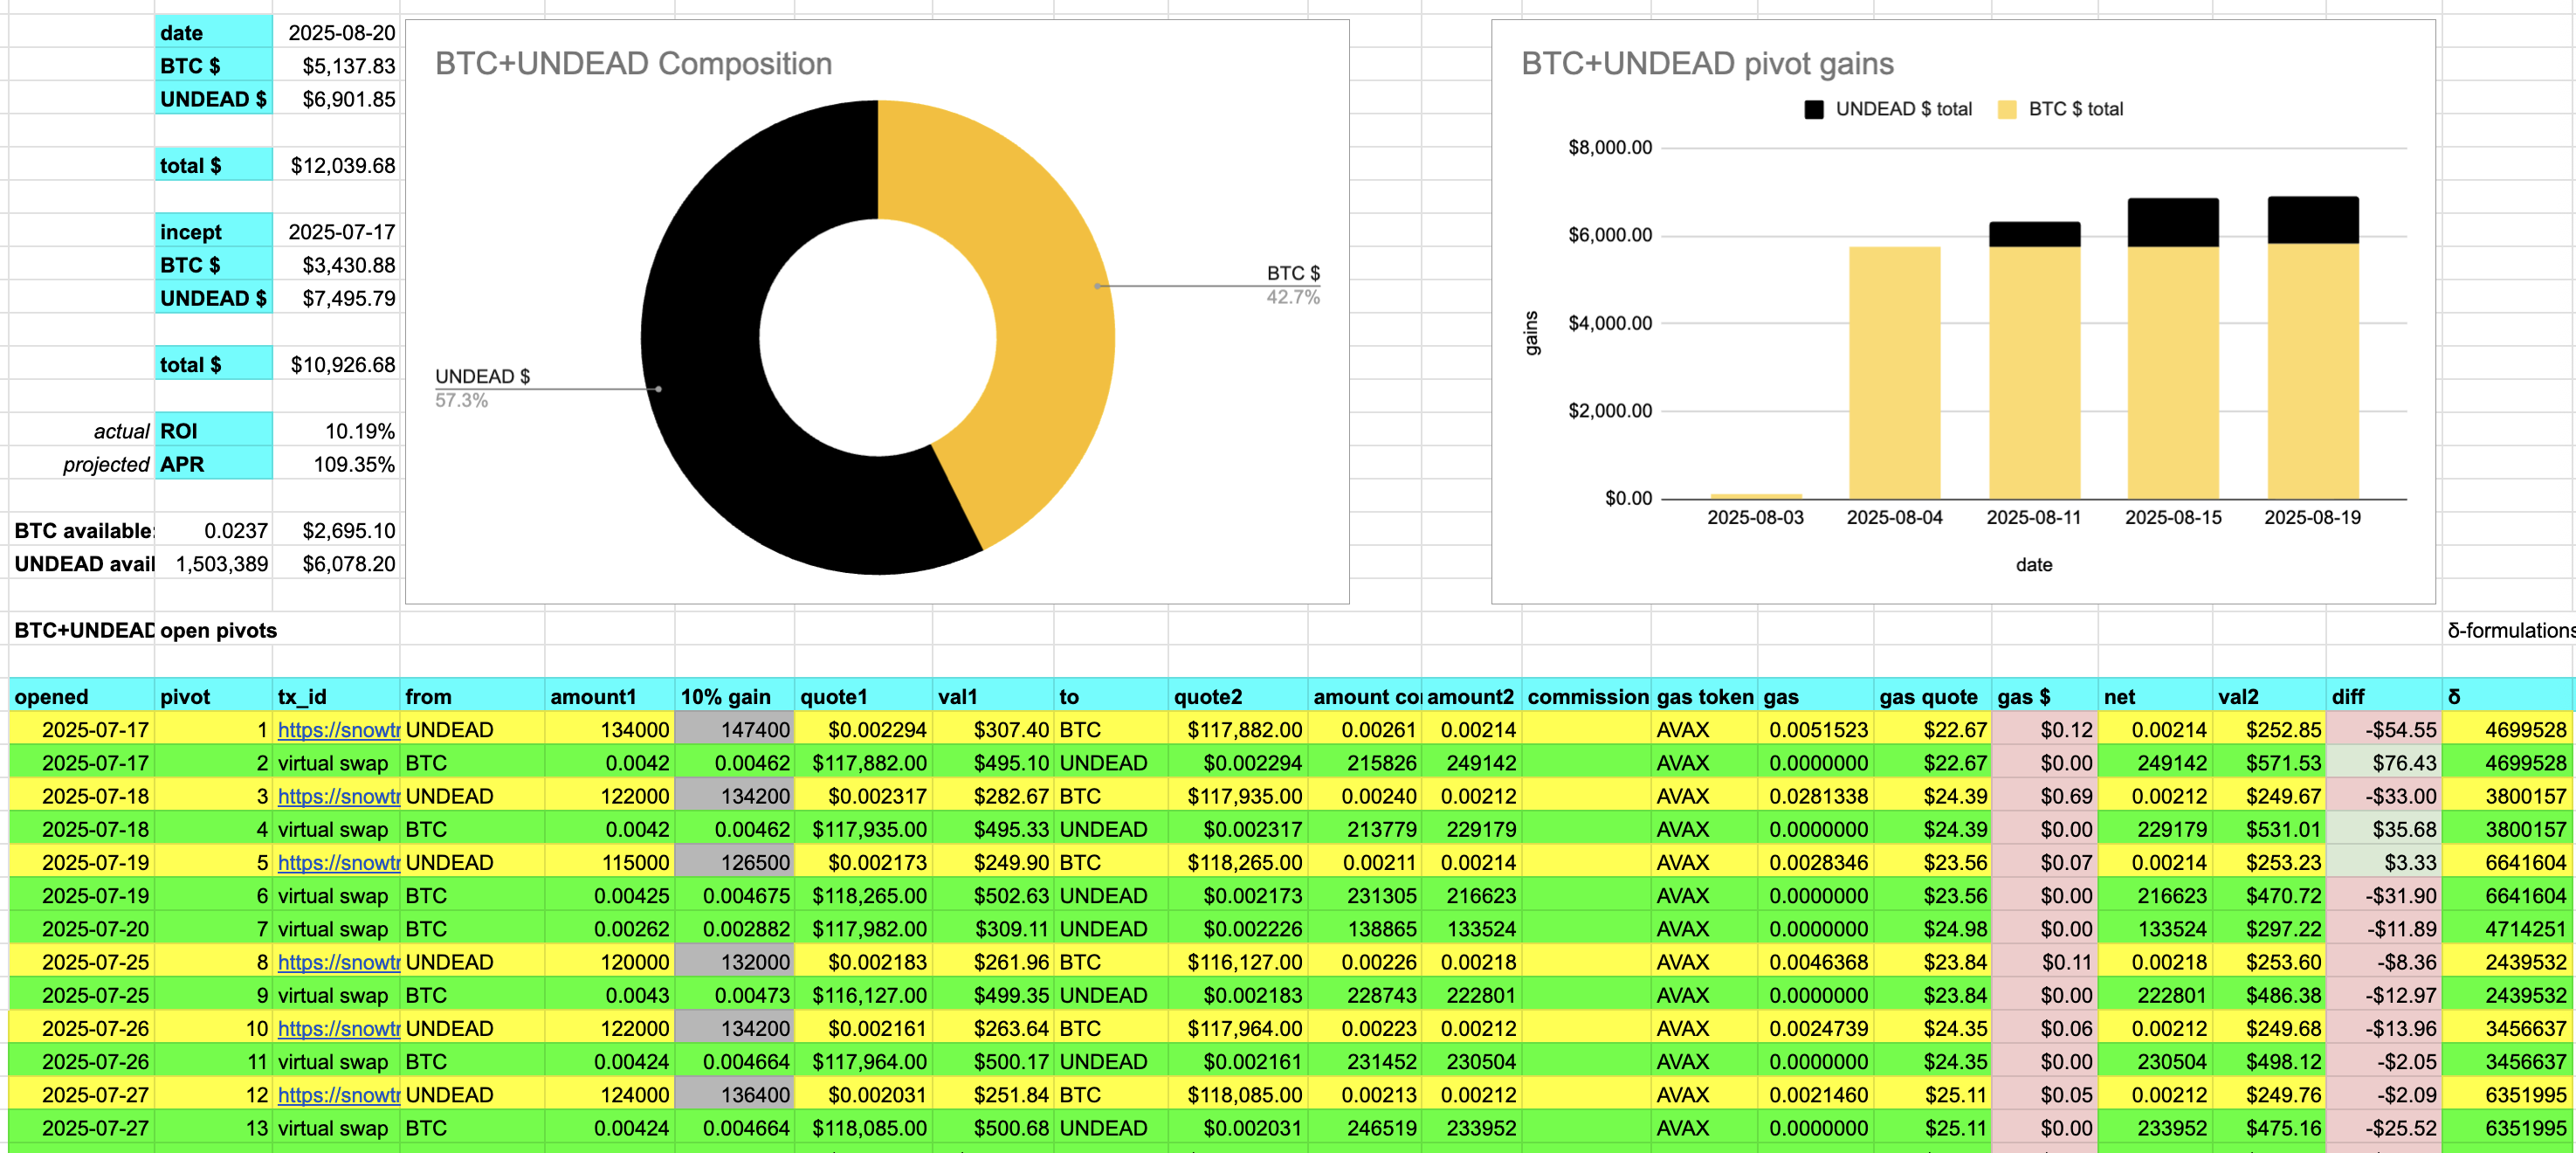 date 2025-08-20
BTC $ $5,137.83
UNDEAD $ $6,901.85
total $ $12,039.68
incept 2025-07-17
BTC $ $3,430.88
UNDEAD $ $7,495.79
total $ $10,926.68
actual ROI 10.19%
projected APR 109.35%
BTC available: 0.0237 $2,695.10
UNDEAD avail 1,503,389 $6,078.20
BTC+UNDEAD Composition
BTC $
42.7%
UNDEAD $
57.3%
BTC+UNDEAD pivot gains
UNDEAD $ total BTC $ total
$8,000.00
$6,000.00
$4,000.00
$2,000.00
$0.00
gains
2025-08-03 2025-08-04 2025-08-11 2025-08-15 2025-08-19
date
BTC+UNDEAD open pivots δ-formulations
opened pivot tx_id from amount1 10% gain quote1 val1 to quote2 amount co amount2 commission gas token gas gas quote gas $ net val2 diff δ
2025-07-17 1 https://snowtr UNDEAD 134000 147400 $0.002294 $307.40 BTC $117,882.00 0.00261 0.00214 AVAX 0.0051523 $22.67 $0.12 0.00214 $252.85 -$54.55 4699528
2025-07-17 2 virtual swap BTC 0.0042 0.00462 $117,882.00 $495.10 UNDEAD $0.002294 215826 249142 AVAX 0.0000000 $22.67 $0.00 249142 $571.53 $76.43 4699528
2025-07-18 3 https://snowtr UNDEAD 122000 134200 $0.002317 $282.67 BTC $117,935.00 0.00240 0.00212 AVAX 0.0281338 $24.39 $0.69 0.00212 $249.67 -$33.00 3800157
2025-07-18 4 virtual swap BTC 0.0042 0.00462 $117,935.00 $495.33 UNDEAD $0.002317 213779 229179 AVAX 0.0000000 $24.39 $0.00 229179 $531.01 $35.68 3800157
2025-07-19 5 https://snowtr UNDEAD 115000 126500 $0.002173 $249.90 BTC $118,265.00 0.00211 0.00214 AVAX 0.0028346 $23.56 $0.07 0.00214 $253.23 $3.33 6641604
2025-07-19 6 virtual swap BTC 0.00425 0.004675 $118,265.00 $502.63 UNDEAD $0.002173 231305 216623 AVAX 0.0000000 $23.56 $0.00 216623 $470.72 -$31.90 6641604
2025-07-20 7 virtual swap BTC 0.00262 0.002882 $117,982.00 $309.11 UNDEAD $0.002226 138865 133524 AVAX 0.0000000 $24.98 $0.00 133524 $297.22 -$11.89 4714251
2025-07-25 8 https://snowtr UNDEAD 120000 132000 $0.002183 $261.96 BTC $116,127.00 0.00226 0.00218 AVAX 0.0046368 $23.84 $0.11 0.00218 $253.60 -$8.36 2439532
2025-07-25 9 virtual swap BTC 0.0043 0.00473 $116,127.00 $499.35 UNDEAD $0.002183 228743 222801 AVAX 0.0000000 $23.84 $0.00 222801 $486.38 -$12.97 2439532
2025-07-26 10 https://snowtr UNDEAD 122000 134200 $0.002161 $263.64 BTC $117,964.00 0.00223 0.00212 AVAX 0.0024739 $24.35 $0.06 0.00212 $249.68 -$13.96 3456637
2025-07-26 11 virtual swap BTC 0.00424 0.004664 $117,964.00 $500.17 UNDEAD $0.002161 231452 230504 AVAX 0.0000000 $24.35 $0.00 230504 $498.12 -$2.05 3456637
2025-07-27 12 https://snowtr UNDEAD 124000 136400 $0.002031 $251.84 BTC $118,085.00 0.00213 0.00212 AVAX 0.0021460 $25.11 $0.05 0.00212 $249.76 -$2.09 6351995
2025-07-27 13 virtual swap BTC 0.00424 0.004664 $118,085.00 $500.68 UNDEAD $0.002031 246519 233952 AVAX 0.0000000 $25.11 $0.00 233952 $475.16 -$25.52 6351995